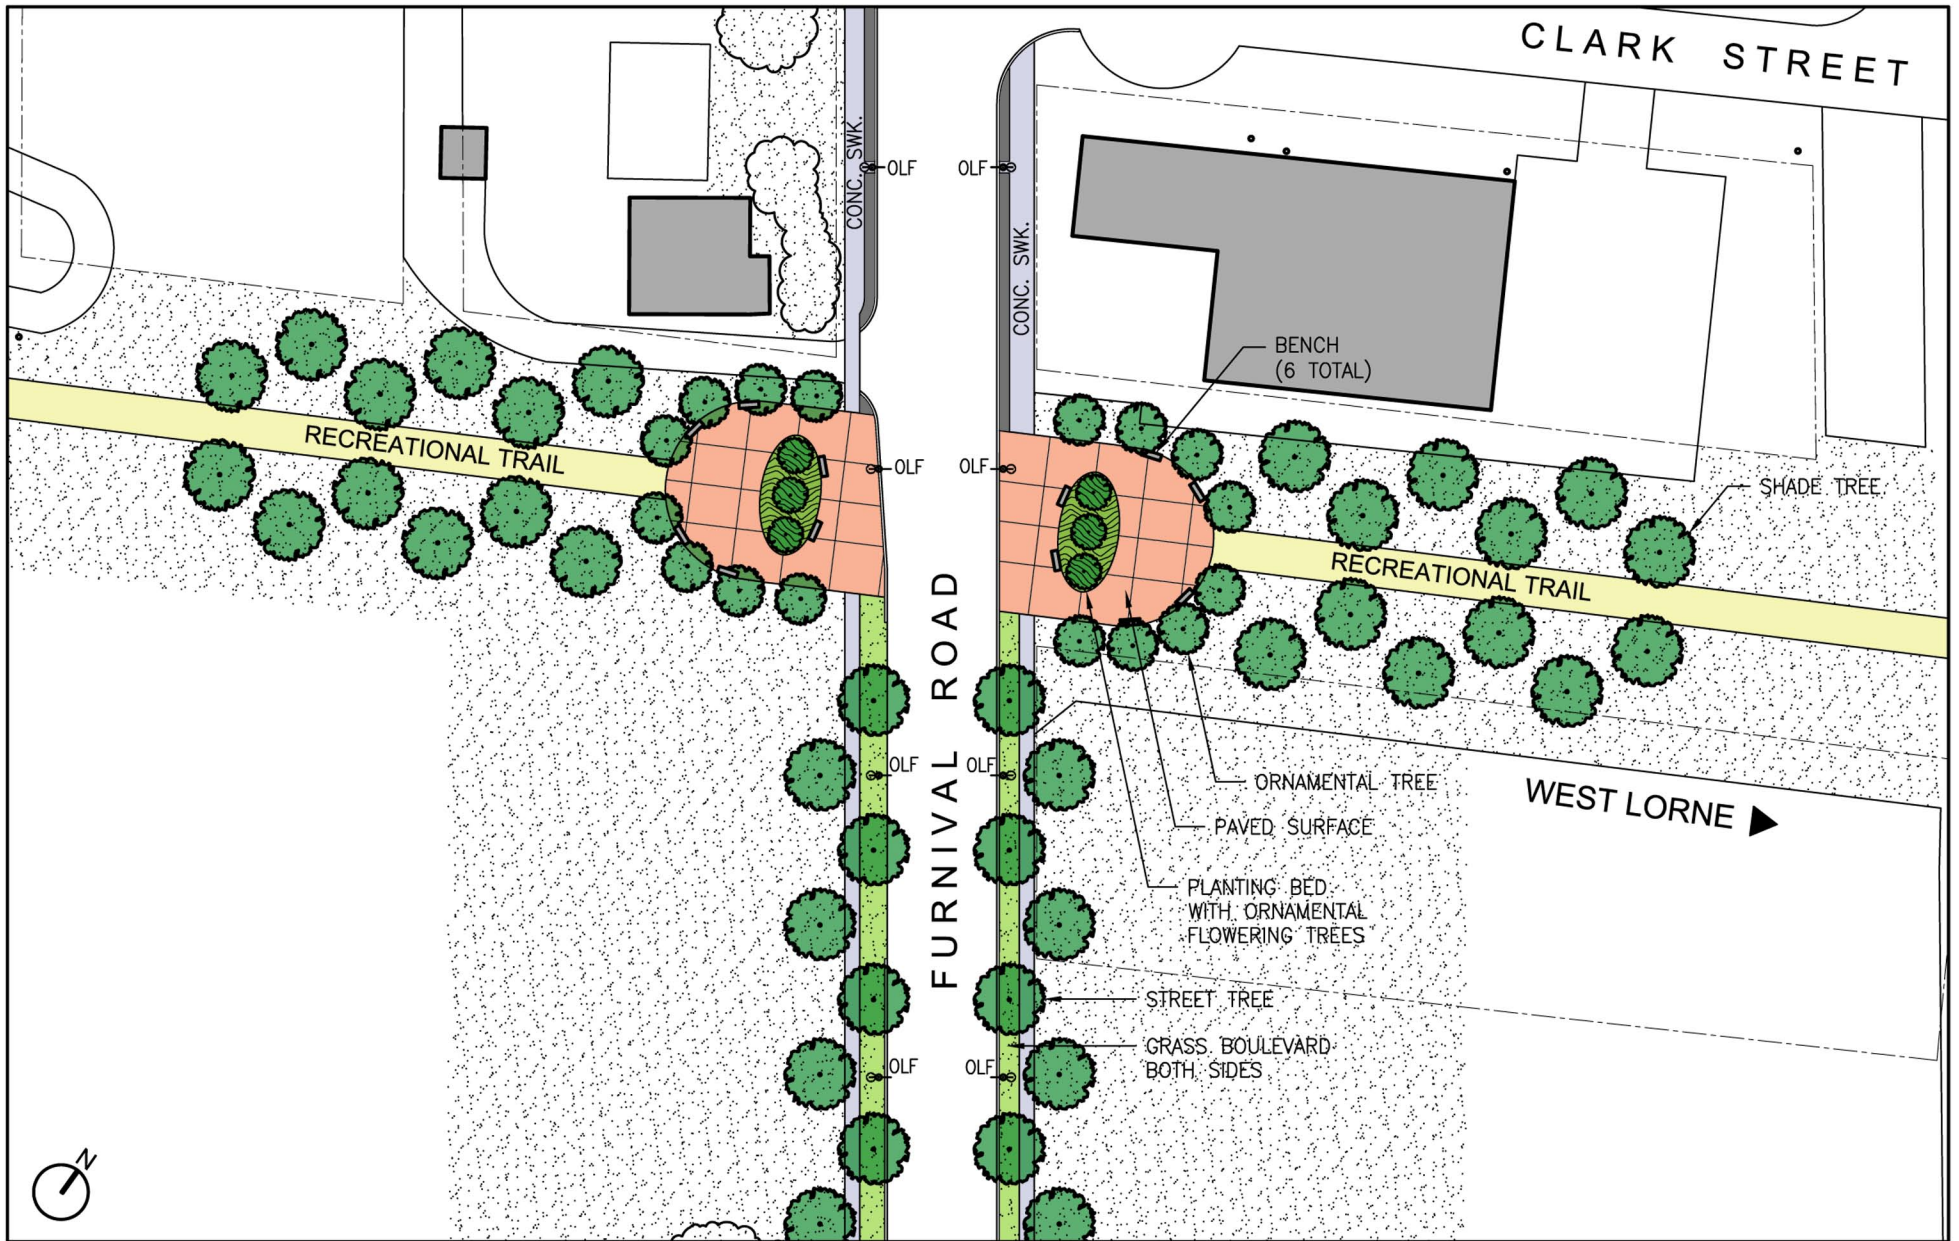 CLARK STREET
CONC. SWK.
OLF
OLF
CONC. SWK.
BENCH
(6 TOTAL)
RECREATIONAL TRAIL
OLF
OLF
SHADE TREE
RECREATIONAL TRAIL
FURNIVAL ROAD
OLF
OLF
ORNAMENTAL TREE
WEST LORNE
PAVED SURFACE
PLANTING BED
WITH ORNAMENTAL
FLOWERING TREES
STREET TREE
GRASS BOULEVARD
BOTH SIDES
OLF
OLF
N